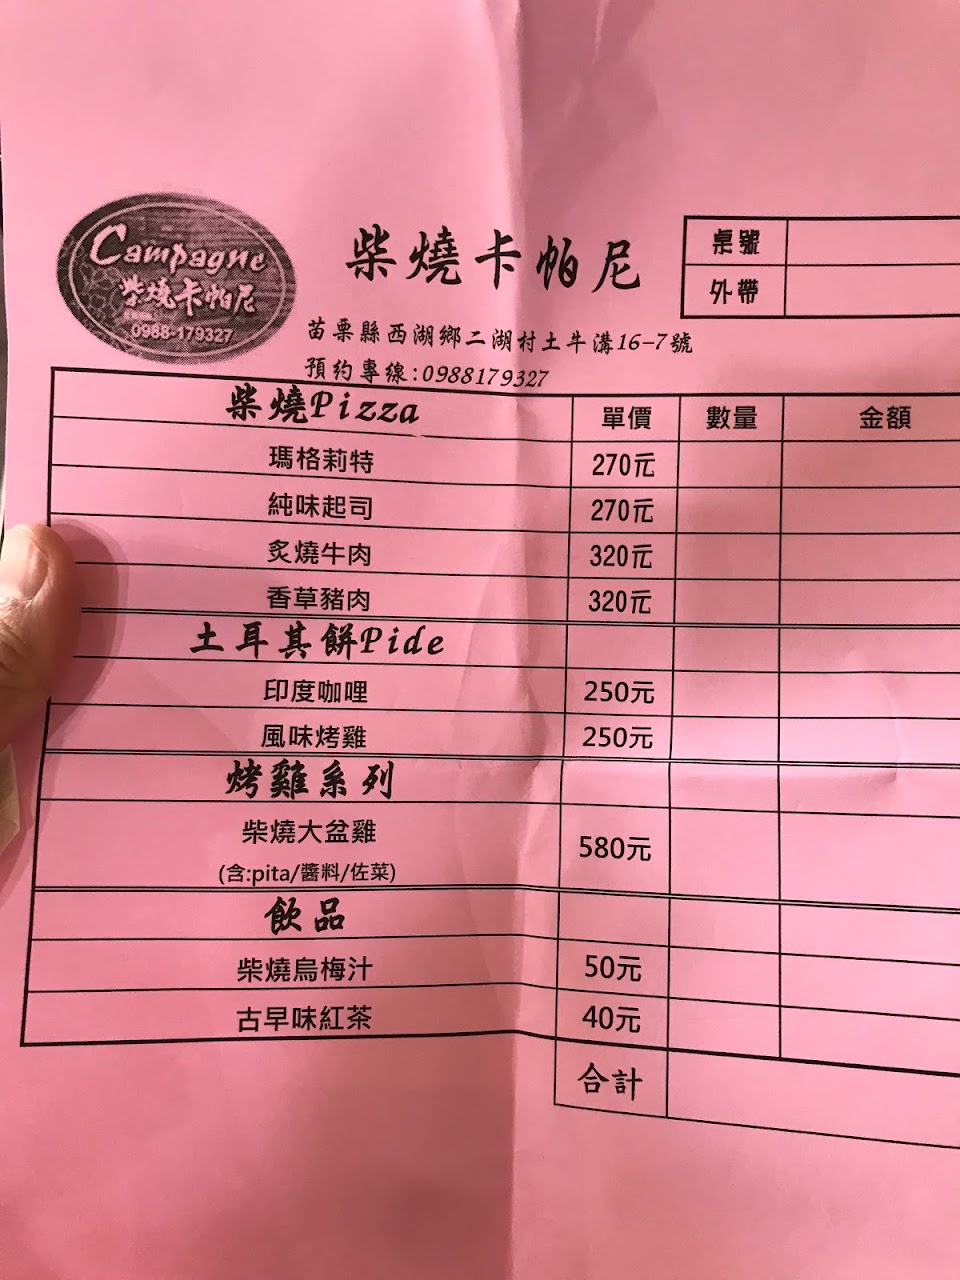 Campagne
柴燒卡帕尼
0988-179327
柴燒卡帕尼
桌號
外帶
苗栗縣西湖鄉二湖村土牛溝16-7號
預約專線:0988179327
柴燒Pizza 單價 數量 金額
瑪格莉特 270元
純味起司 270元
炙燒牛肉 320元
香草豬肉 320元
土耳其餅Pide
印度咖哩 250元
風味烤雞 250元
烤雞系列
柴燒大盆雞 580元
(含:pita/醬料/佐菜)
飲品
柴燒烏梅汁 50元
古早味紅茶 40元
合計